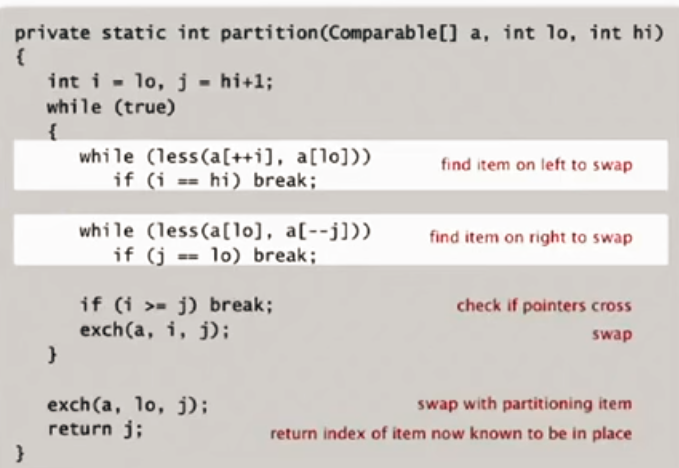 private static int partition(Comparable[] a, int lo, int hi)
{
int i = lo, j = hi+1;
while (true)
{
while (less(a[++i], a[lo])) find item on left to swap
if (i == hi) break;
while (less(a[lo], a[--j])) find item on right to swap
if (j == lo) break;
if (i >= j) break; check if pointers cross
exch(a, i, j); swap
}
exch(a, lo, j); swap with partitioning item
return j; return index of item now known to be in place
}